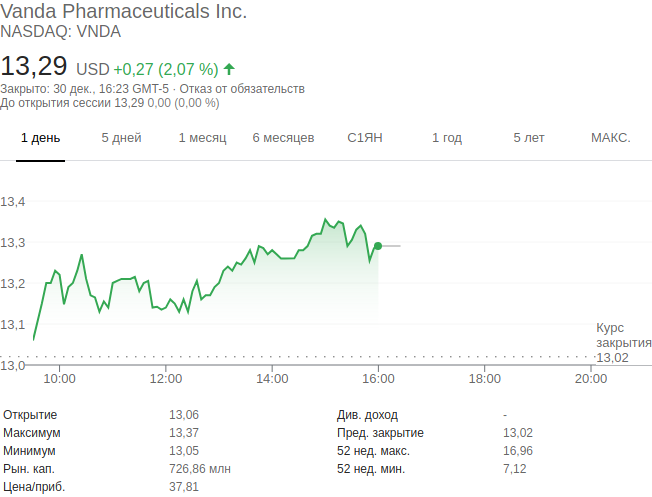 Vanda Pharmaceuticals Inc.
NASDAQ: VNDA
13,29 USD +0,27 (2,07 %)
Закрыто: 30 дек., 16:23 GMT-5 · Отказ от обязательств
До открытия сессии 13,29 0,00 (0,00 %)
1 день 5 дней 1 месяц 6 месяцев С1ЯН 1 год 5 лет МАКС.
13,4
13,3
13,2
13,1
13,0
Курс
закрытия
13,02
10:00 12:00 14:00 16:00 18:00 20:00
Открытие 13,06 Див. доход -
Максимум 13,37 Пред. закрытие 13,02
Минимум 13,05 52 нед. макс. 16,96
Рын. кап. 726,86 млн 52 нед. мин. 7,12
Цена/приб. 37,81